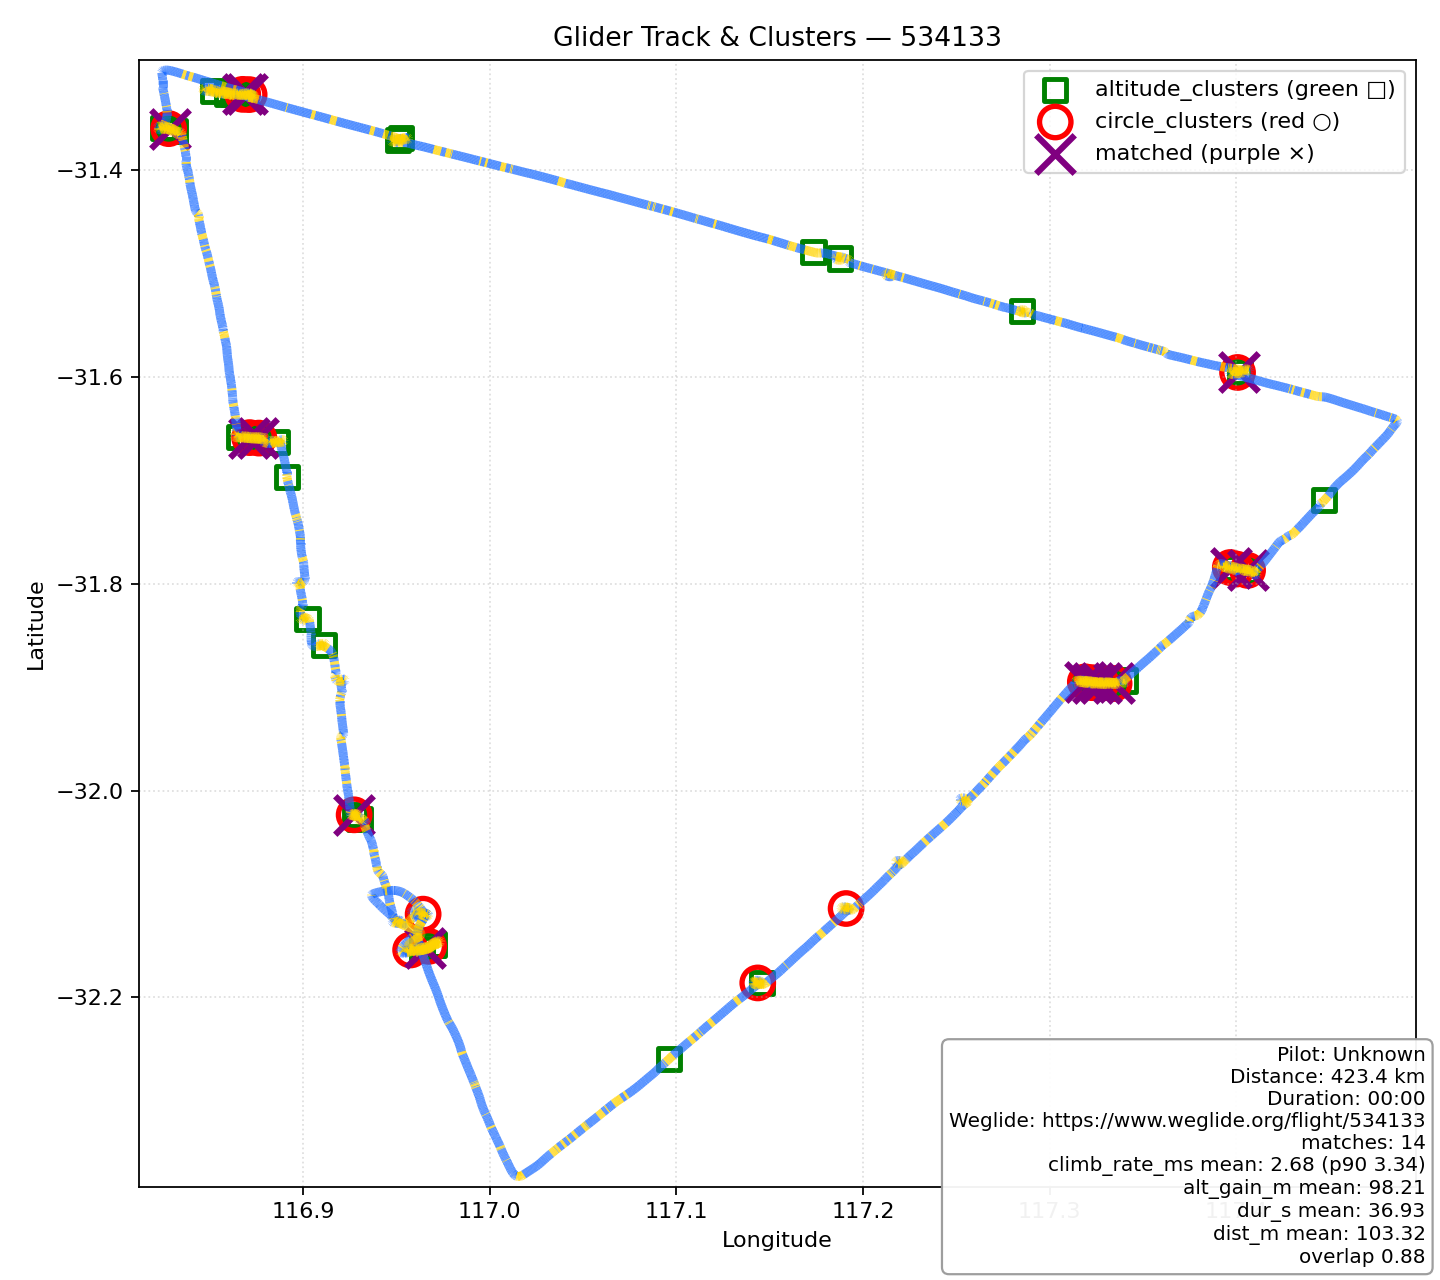 Glider Track & Clusters — 534133
altitude_clusters (green □)
circle_clusters (red ○)
matched (purple ×)
Latitude
−31.4
−31.6
−31.8
−32.0
−32.2
116.9
117.0
117.1
117.2
117.3
Longitude
Pilot: Unknown
Distance: 423.4 km
Duration: 00:00
Weglide: https://www.weglide.org/flight/534133
matches: 14
climb_rate_ms mean: 2.68 (p90 3.34)
alt_gain_m mean: 98.21
dur_s mean: 36.93
dist_m mean: 103.32
overlap 0.88